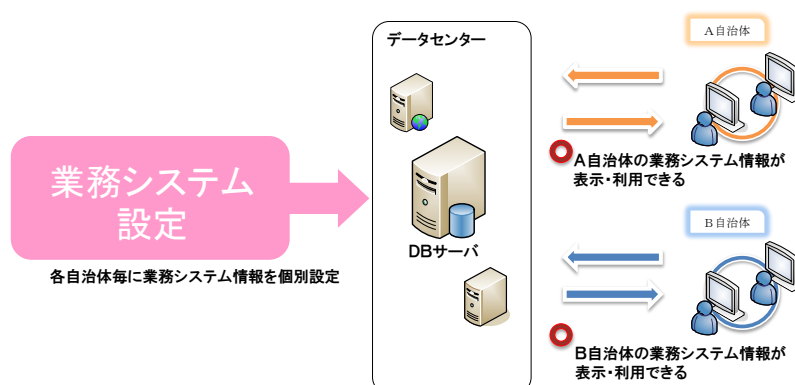 業務システム
設定
各自治体毎に業務システム情報を個別設定
データセンター
DBサーバ
A自治体
A自治体の業務システム情報が
表示・利用できる
B自治体
B自治体の業務システム情報が
表示・利用できる